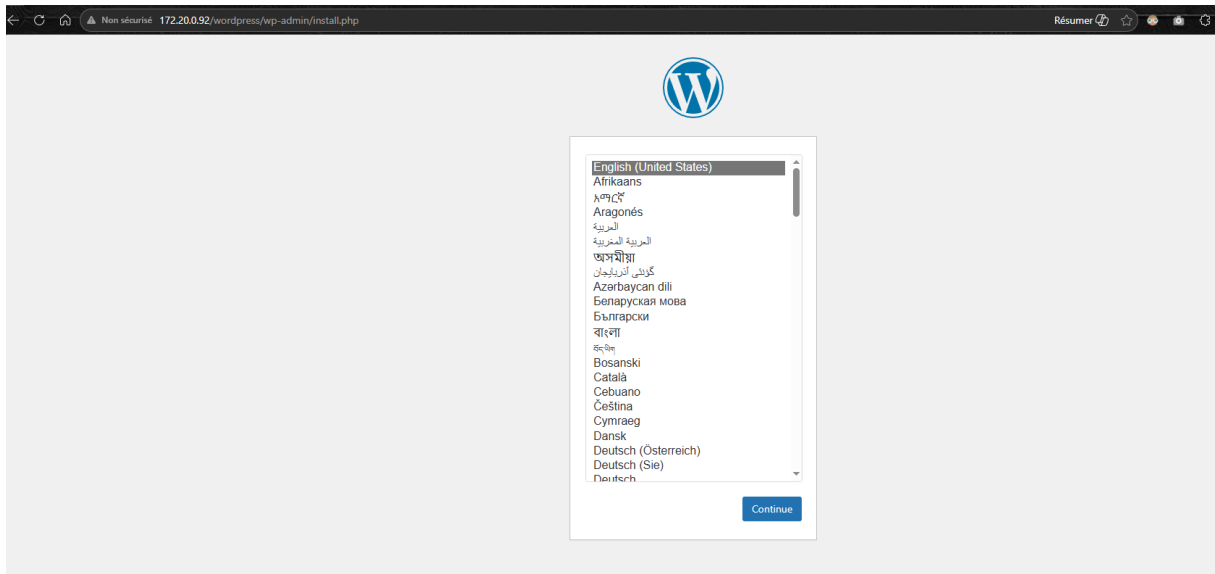 Non sécurisé 172.20.0.92/wordpress/wp-admin/install.php Résumer
English (United States)
Afrikaans
አማርኛ
Aragonés
العربية
العربية المغربية
অসমীয়া
گؤنئی آذربایجان
Azərbaycan dili
Беларуская мова
Български
বাংলা
བོད་ཡིག
Bosanski
Català
Cebuano
Čeština
Cymraeg
Dansk
Deutsch (Österreich)
Deutsch (Sie)
Deutsch
Continue